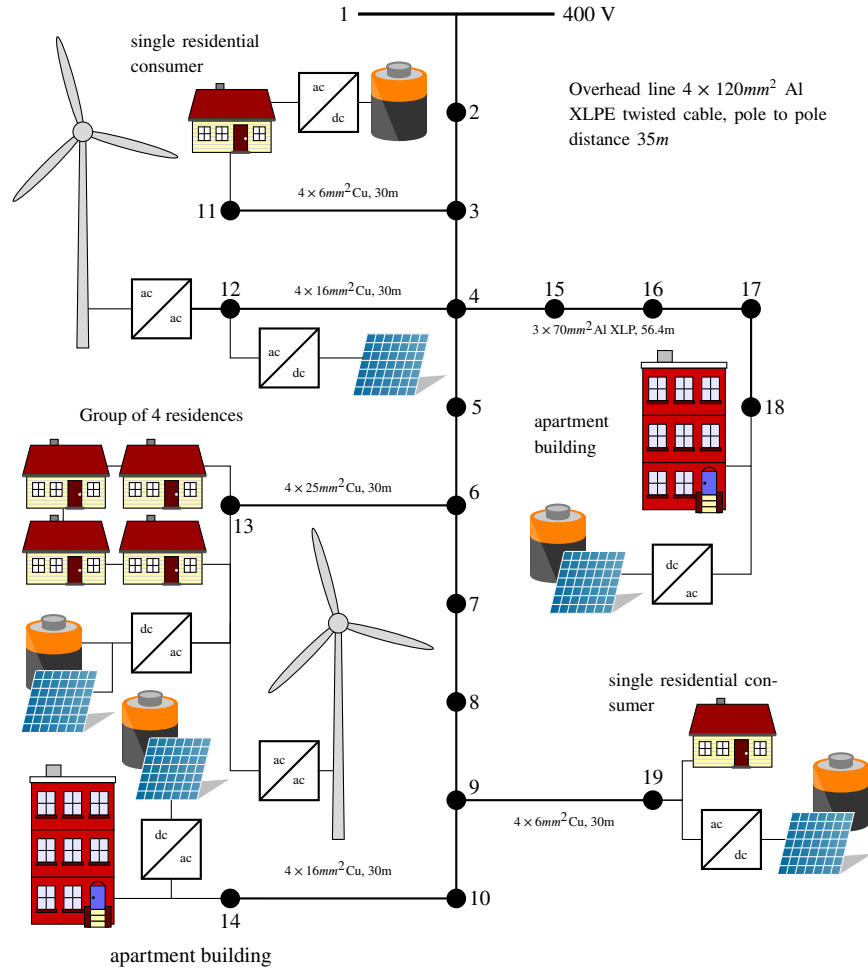 1
400 V
single residential
consumer
ac
dc
Overhead line 4 × 120mm² Al
XLPE twisted cable, pole to pole
distance 35m
2
4 × 6mm²Cu, 30m
11
3
12
4 × 16mm²Cu, 30m
4
15
16
17
ac
ac
3 × 70mm²Al XLP, 56.4m
ac
dc
5
18
Group of 4 residences
apartment
building
4 × 25mm²Cu, 30m
6
13
dc
ac
7
dc
ac
single residential con-
sumer
8
ac
ac
9
19
4 × 6mm²Cu, 30m
dc
ac
ac
dc
4 × 16mm²Cu, 30m
14
10
apartment building